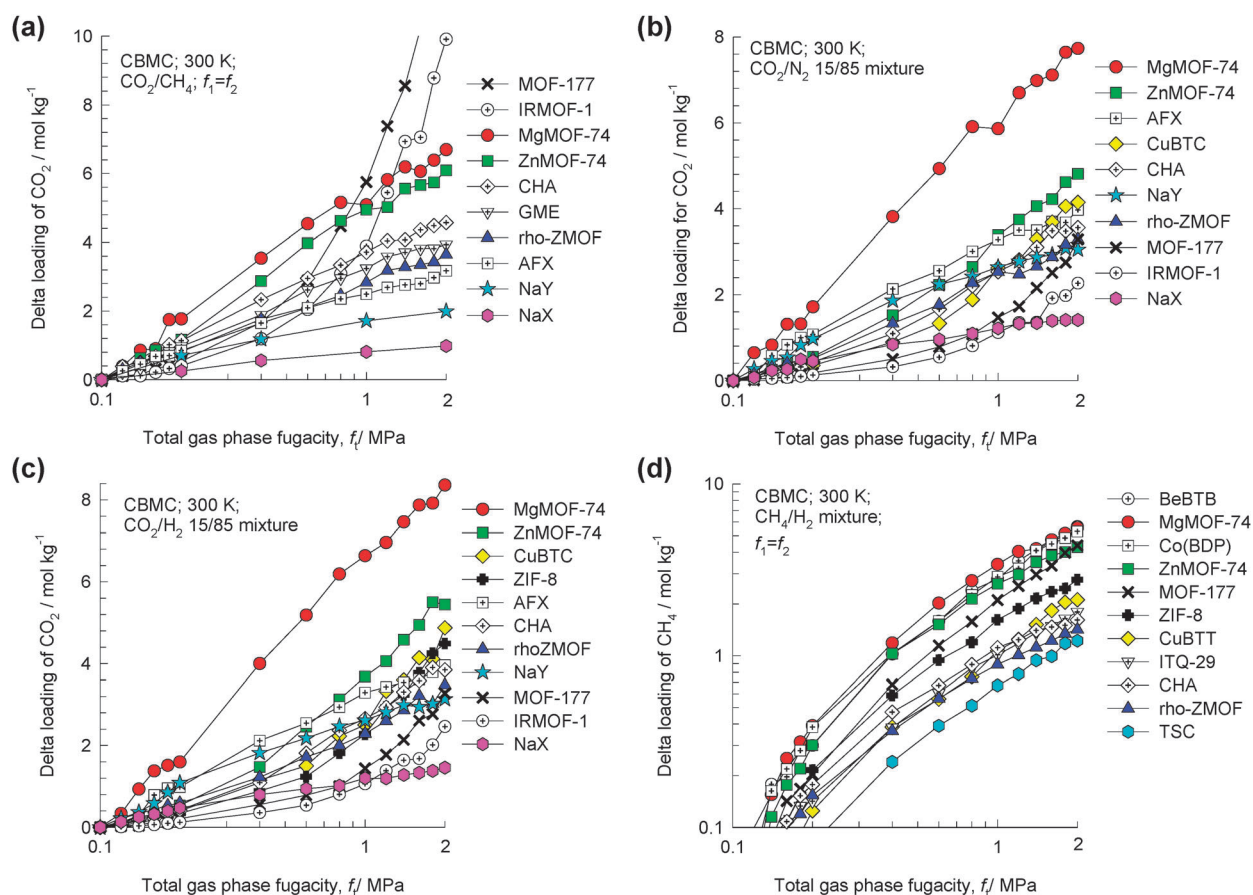 (a)
CBMC; 300 K;
CO2/CH4; f1=f2
Delta loading of CO2 / mol kg-1
10
8
6
4
2
0
0.1
1
2
Total gas phase fugacity, ft/ MPa
MOF-177
IRMOF-1
MgMOF-74
ZnMOF-74
CHA
GME
rho-ZMOF
AFX
NaY
NaX
(b)
CBMC; 300 K;
CO2/N2 15/85 mixture
Delta loading for CO2 / mol kg-1
8
6
4
2
0
0.1
1
2
Total gas phase fugacity, ft/ MPa
MgMOF-74
ZnMOF-74
AFX
CuBTC
CHA
NaY
rho-ZMOF
MOF-177
IRMOF-1
NaX
(c)
CBMC; 300 K;
CO2/H2 15/85 mixture
Delta loading of CO2 / mol kg-1
8
6
4
2
0
0.1
1
2
Total gas phase fugacity, ft/ MPa
MgMOF-74
ZnMOF-74
CuBTC
ZIF-8
AFX
CHA
rhoZMOF
NaY
MOF-177
IRMOF-1
NaX
(d)
CBMC; 300 K;
CH4/H2 mixture;
f1=f2
Delta loading of CH4 / mol kg-1
10
1
0.1
0.1
1
2
Total gas phase fugacity, ft/ MPa
BeBTB
MgMOF-74
Co(BDP)
ZnMOF-74
MOF-177
ZIF-8
CuBTT
ITQ-29
CHA
rho-ZMOF
TSC